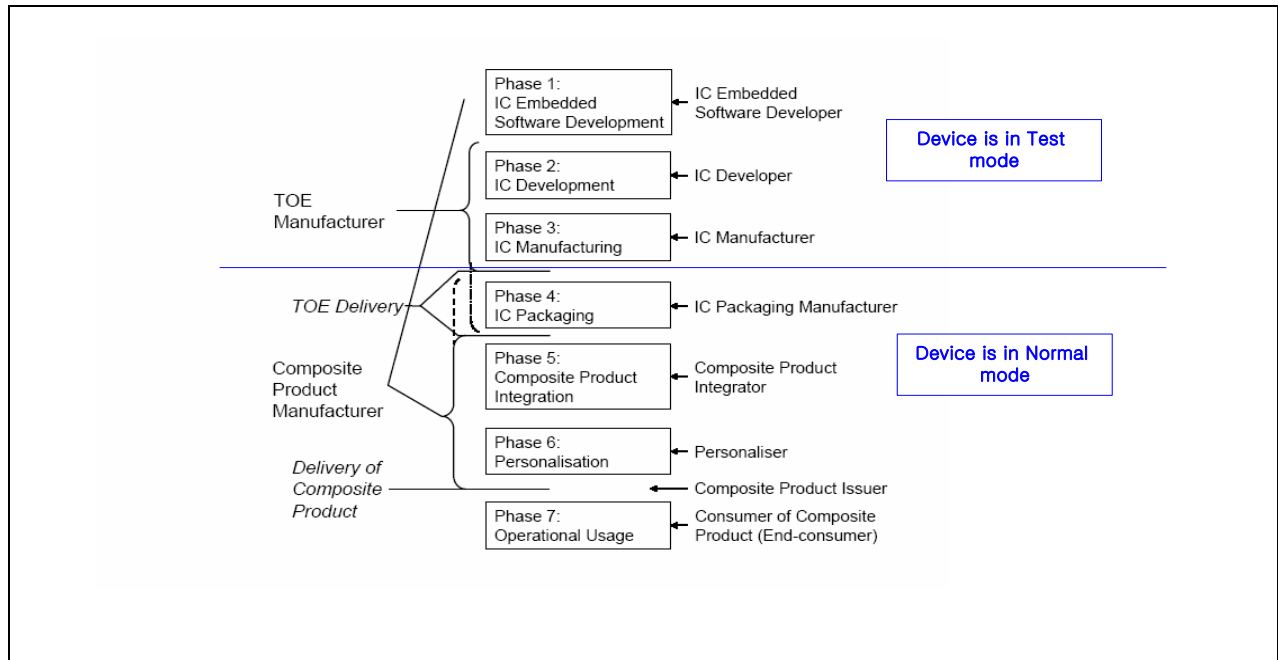 Phase 1:
IC Embedded
Software Development
IC Embedded
Software Developer
Device is in Test
mode
Phase 2:
IC Development
IC Developer
TOE
Manufacturer
Phase 3:
IC Manufacturing
IC Manufacturer
TOE Delivery
Phase 4:
IC Packaging
IC Packaging Manufacturer
Device is in Normal
mode
Composite
Product
Manufacturer
Phase 5:
Composite Product
Integration
Composite Product
Integrator
Phase 6:
Personalisation
Personaliser
Delivery of
Composite
Product
Composite Product Issuer
Phase 7:
Operational Usage
Consumer of Composite
Product (End-consumer)